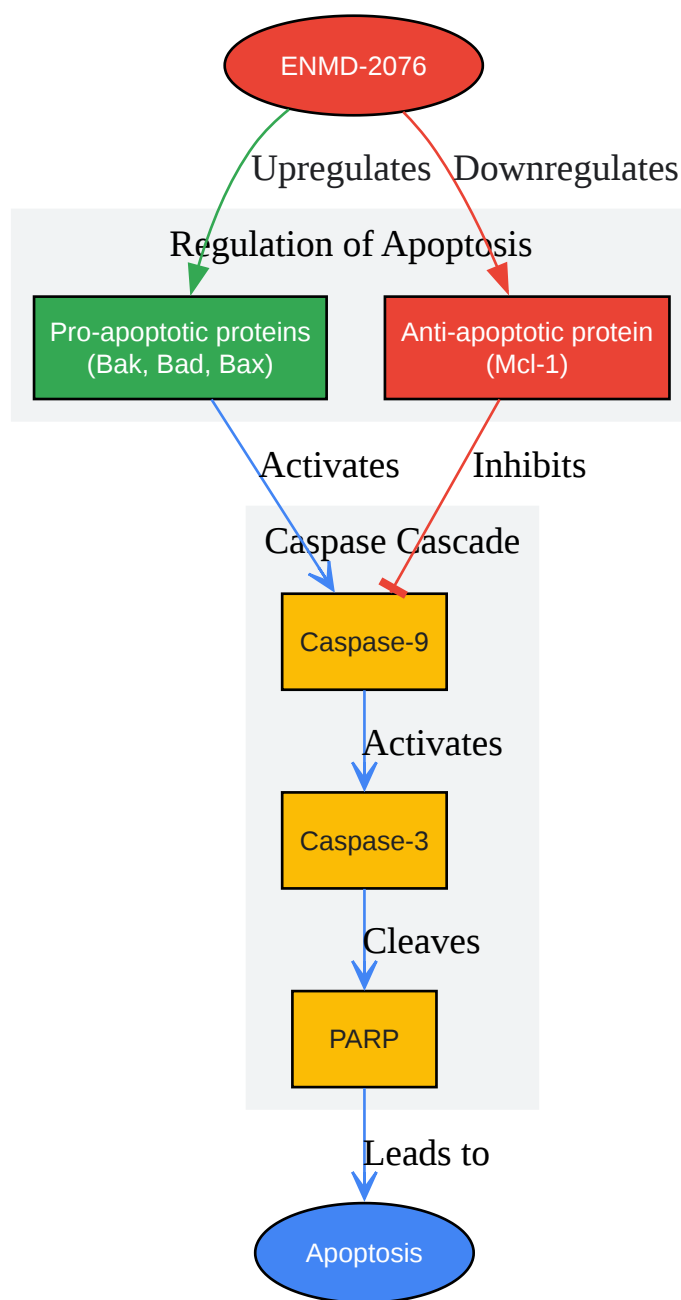 ENMD-2076
Upregulates
Downregulates
Regulation of Apoptosis
Pro-apoptotic proteins
(Bak, Bad, Bax)
Anti-apoptotic protein
(Mcl-1)
Activates
Inhibits
Caspase Cascade
Caspase-9
Activates
Caspase-3
Cleaves
PARP
Leads to
Apoptosis